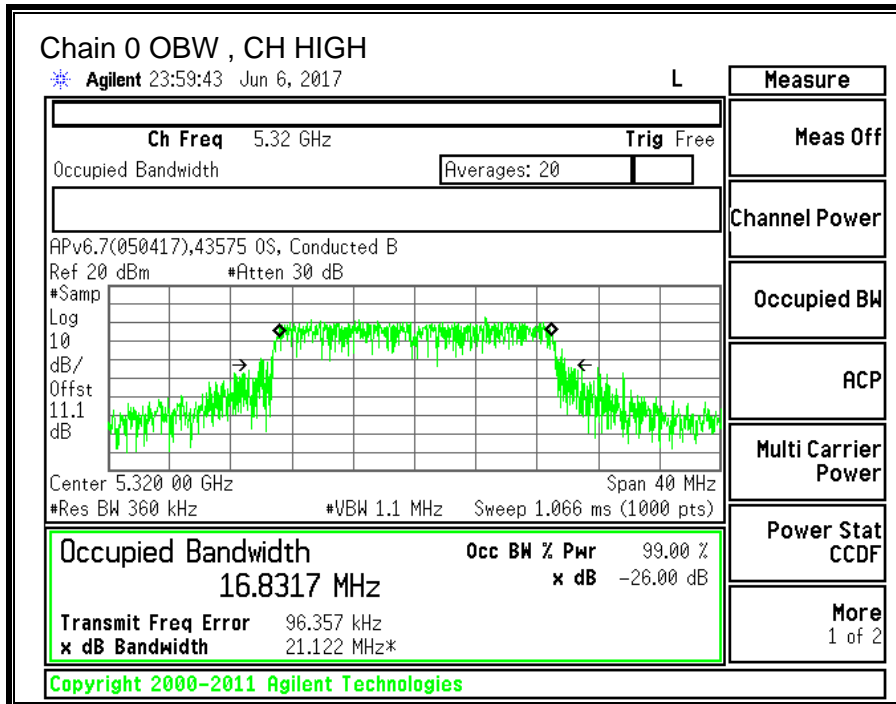 Chain 0 OBW , CH HIGH
Agilent 23:59:43 Jun 6, 2017 L
Measure
Ch Freq 5.32 GHz Trig Free
Meas Off
Occupied Bandwidth Averages: 20
Channel Power
APv6.7(050417),43575 OS, Conducted B
Ref 20 dBm #Atten 30 dB
#Samp
Log
10
dB/
Offst
11.1
dB
Occupied BW
ACP
Multi Carrier
Power
Center 5.320 00 GHz Span 40 MHz
#Res BW 360 kHz #VBW 1.1 MHz Sweep 1.066 ms (1000 pts)
Power Stat
CCDF
Occupied Bandwidth Occ BW % Pwr 99.00 %
16.8317 MHz x dB -26.00 dB
Transmit Freq Error 96.357 kHz
x dB Bandwidth 21.122 MHz*
More
1 of 2
Copyright 2000-2011 Agilent Technologies